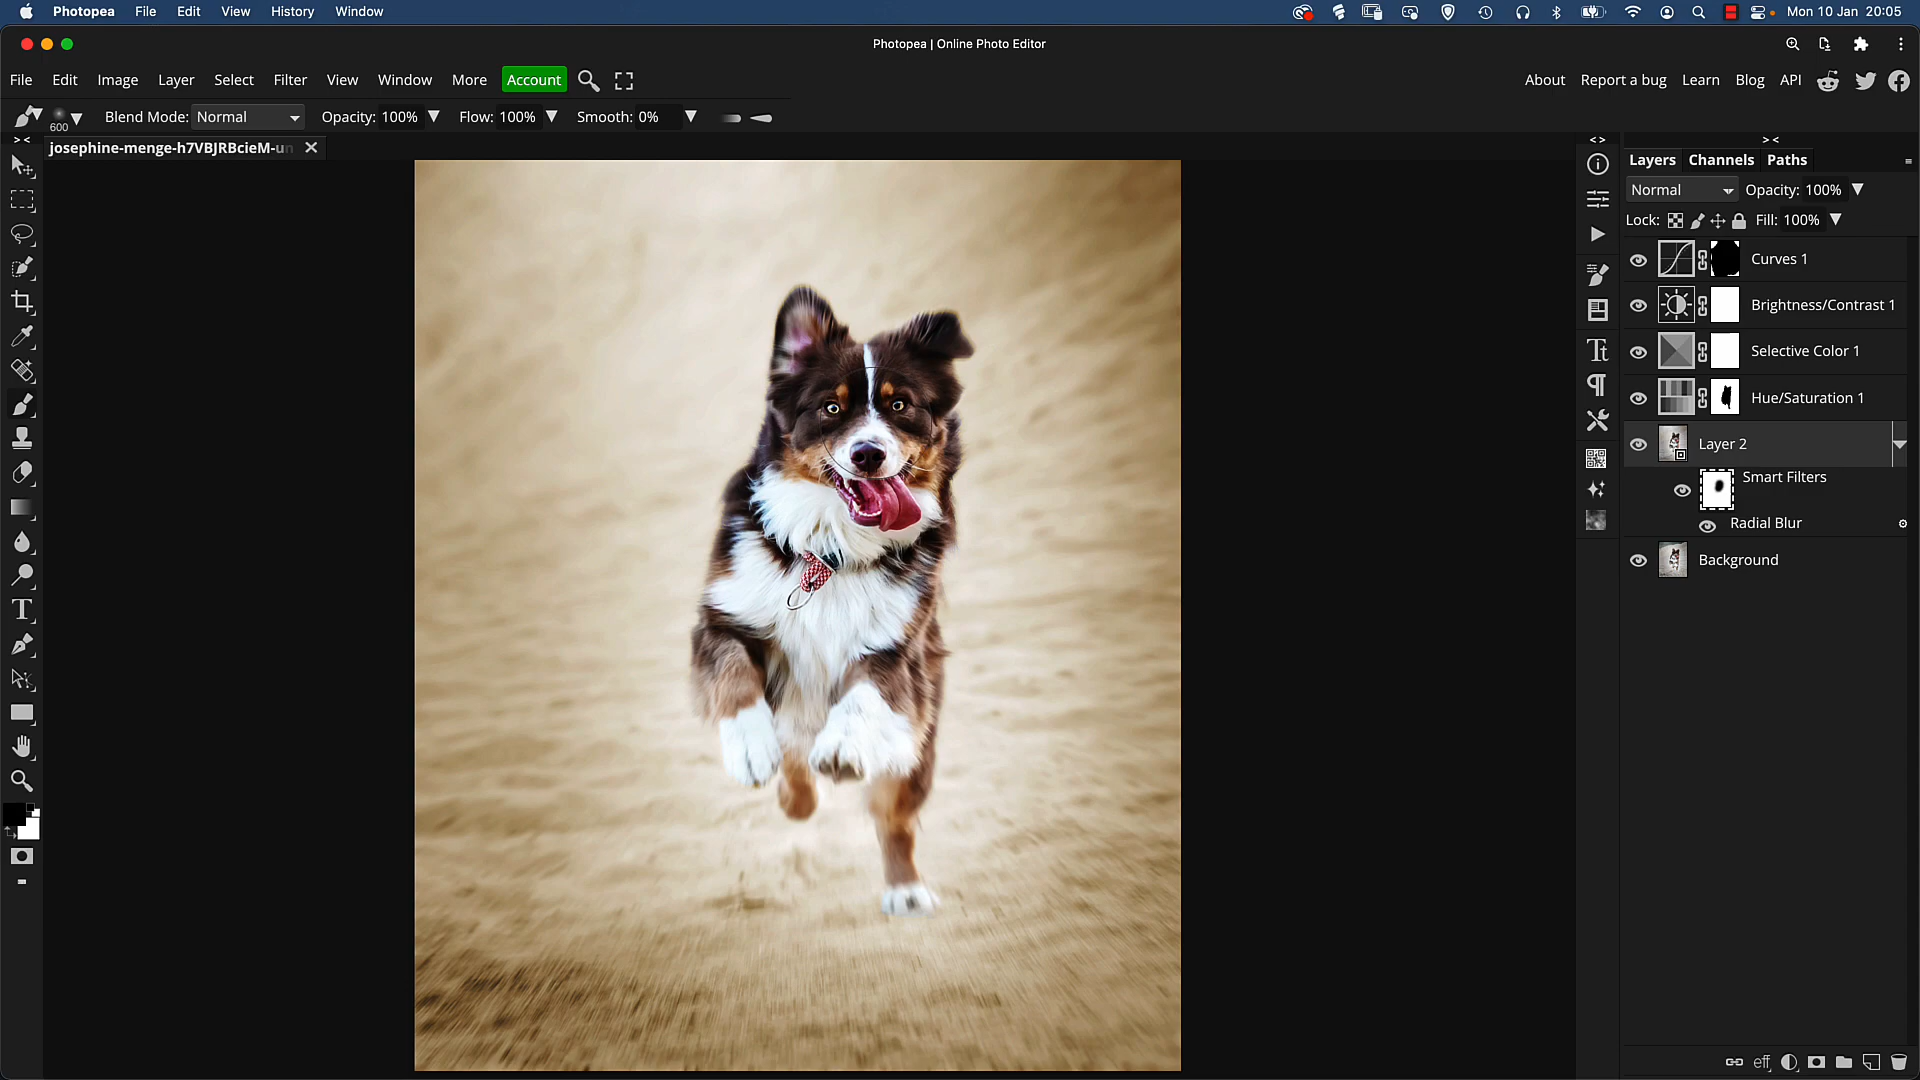 Photopea File Edit View History Window Mon 10 Jan 20:05
Photopea | Online Photo Editor
File Edit Image Layer Select Filter View Window More Account About Report a bug Learn Blog API
600 Blend Mode: Normal Opacity: 100% Flow: 100% Smooth: 0%
josephine-menge-h7VBJRBcieM-un
Layers Channels Paths
Normal Opacity: 100%
Lock: Fill: 100%
Curves 1
Brightness/Contrast 1
Selective Color 1
Hue/Saturation 1
Layer 2
Smart Filters
Radial Blur
Background
eff